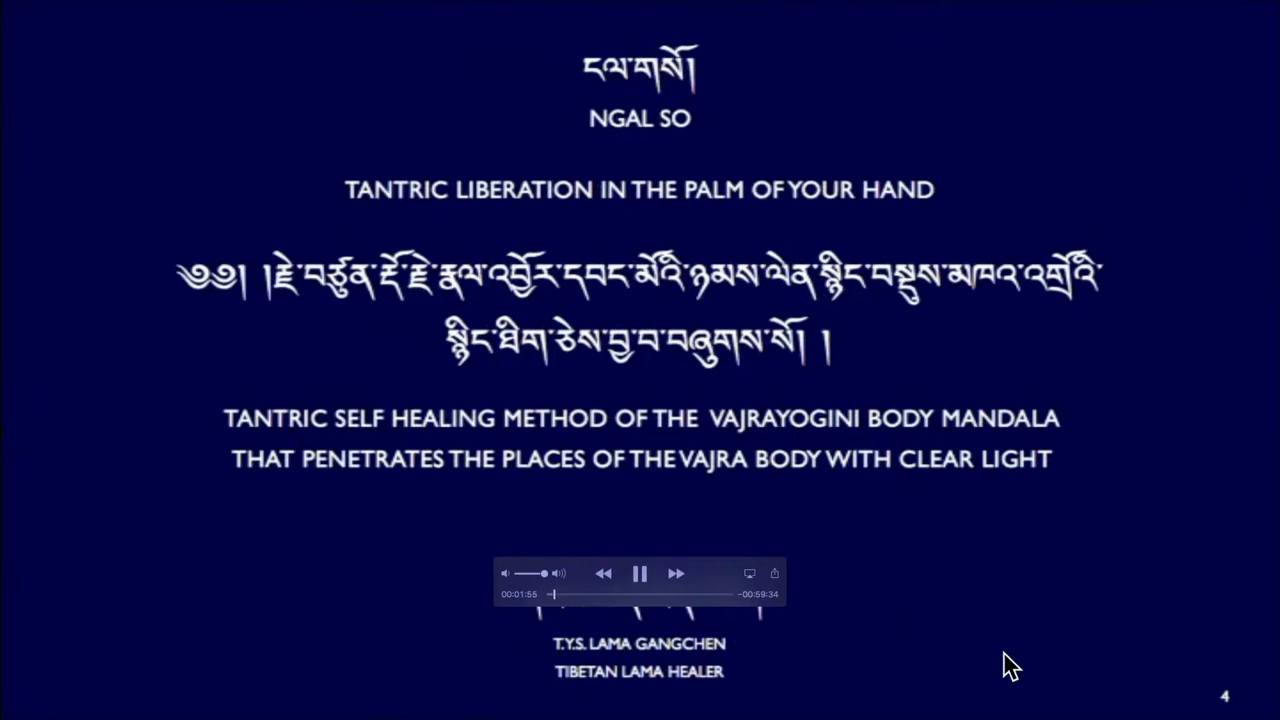 ངལ་གསོ།
NGAL SO
TANTRIC LIBERATION IN THE PALM OF YOUR HAND
༄༅། །རྗེ་བཙུན་རྡོ་རྗེ་རྣལ་འབྱོར་དབང་མོའི་ཉམས་ལེན་སྙིང་བསྡུས་མཁའ་འགྲོའི་
སྙིང་ཐིག་ཅེས་བྱ་བ་བཞུགས་སོ། །
TANTRIC SELF HEALING METHOD OF THE VAJRAYOGINI BODY MANDALA
THAT PENETRATES THE PLACES OF THE VAJRA BODY WITH CLEAR LIGHT
00:01:55
-00:59:34
T.Y.S. LAMA GANGCHEN
TIBETAN LAMA HEALER
4